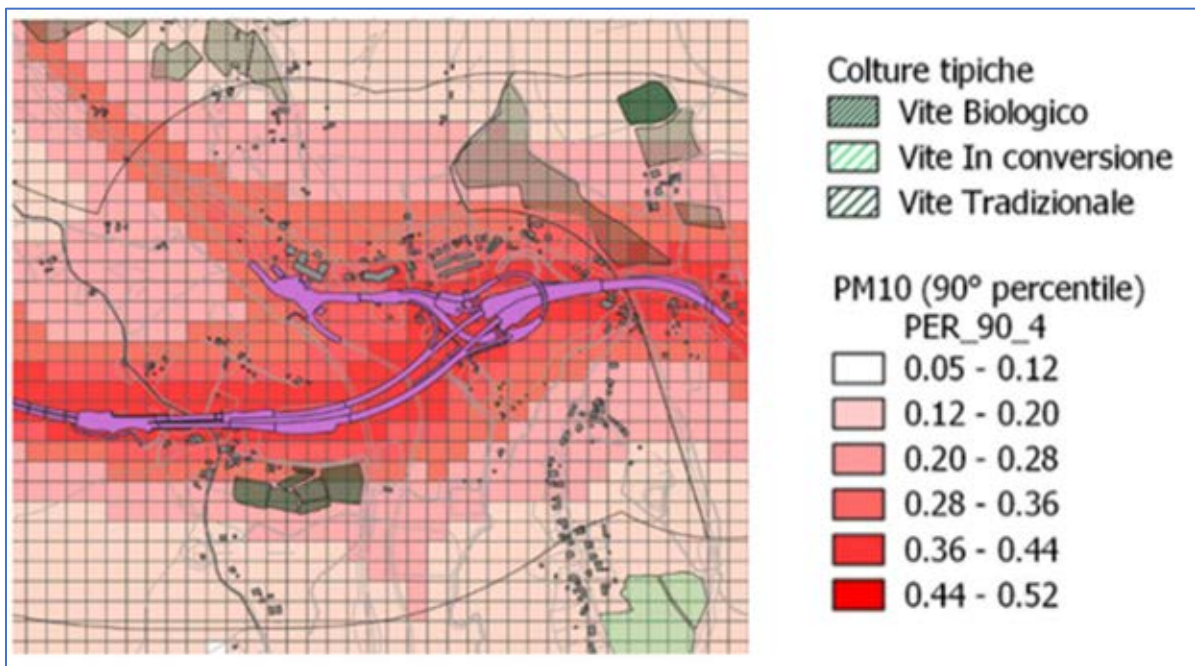 Colture tipiche
Vite Biologico
Vite In conversione
Vite Tradizionale
PM10 (90° percentile)
PER_90_4
0.05 - 0.12
0.12 - 0.20
0.20 - 0.28
0.28 - 0.36
0.36 - 0.44
0.44 - 0.52